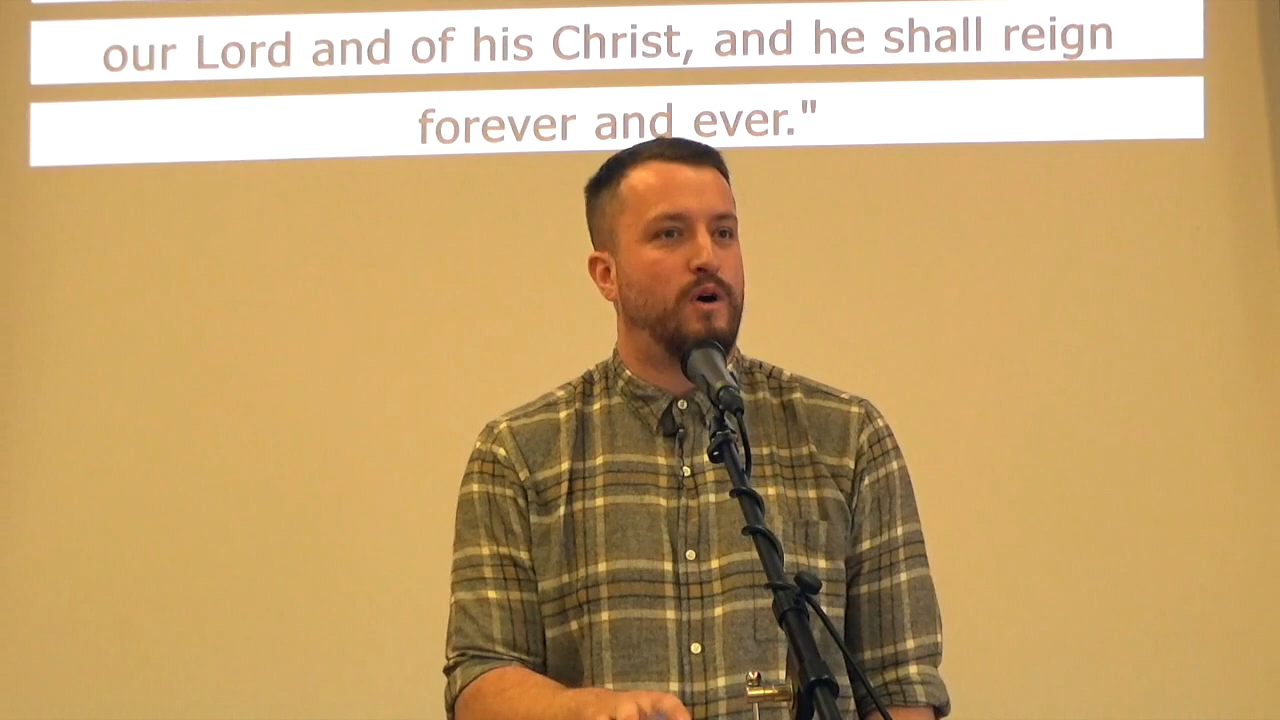 our Lord and of his Christ, and he shall reign
forever and ever."